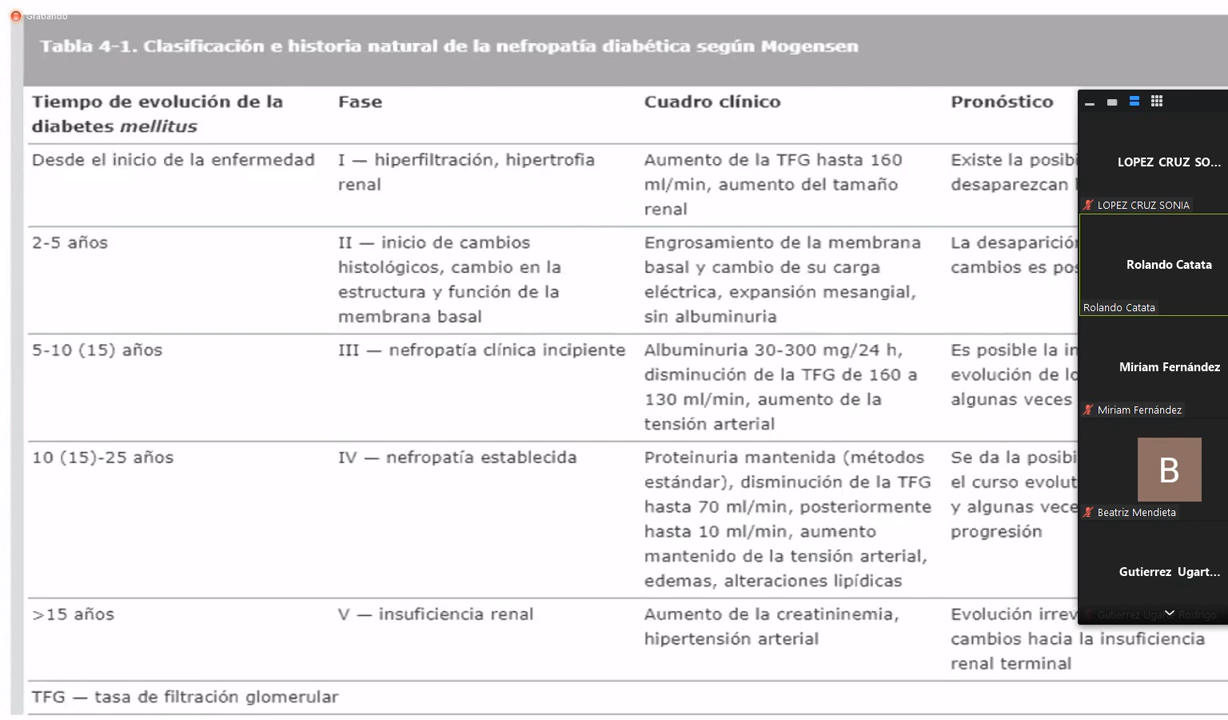 Grabando
Tabla 4-1. Clasificación e historia natural de la nefropatía diabética según Mogensen
Tiempo de evolución de la
diabetes mellitus
Fase
Cuadro clínico
Pronóstico
Desde el inicio de la enfermedad
I — hiperfiltración, hipertrofia
renal
Aumento de la TFG hasta 160
ml/min, aumento del tamaño
renal
Existe la
desaparezcan
2-5 años
II — inicio de cambios
histológicos, cambio en la
estructura y función de la
membrana basal
Engrosamiento de la membrana
basal y cambio de su carga
eléctrica, expansión mesangial,
sin albuminuria
La desaparición
cambios es
5-10 (15) años
III — nefropatía clínica incipiente
Albuminuria 30-300 mg/24 h,
disminución de la TFG de 160 a
130 ml/min, aumento de la
tensión arterial
Es posible la
evolución de
algunas veces
10 (15)-25 años
IV — nefropatía establecida
Proteinuria mantenida (métodos
estándar), disminución de la TFG
hasta 70 ml/min, posteriormente
hasta 10 ml/min, aumento
mantenido de la tensión arterial,
edemas, alteraciones lipídicas
Se da la
el curso
y algunas
progresión
>15 años
V — insuficiencia renal
Aumento de la creatininemia,
hipertensión arterial
Evolución
cambios hacia la insuficiencia
renal terminal
TFG — tasa de filtración glomerular
LOPEZ CRUZ SO...
LOPEZ CRUZ SONIA
Rolando Catata
Rolando Catata
Miriam Fernández
Miriam Fernández
B
Beatriz Mendieta
Gutierrez Ugart...